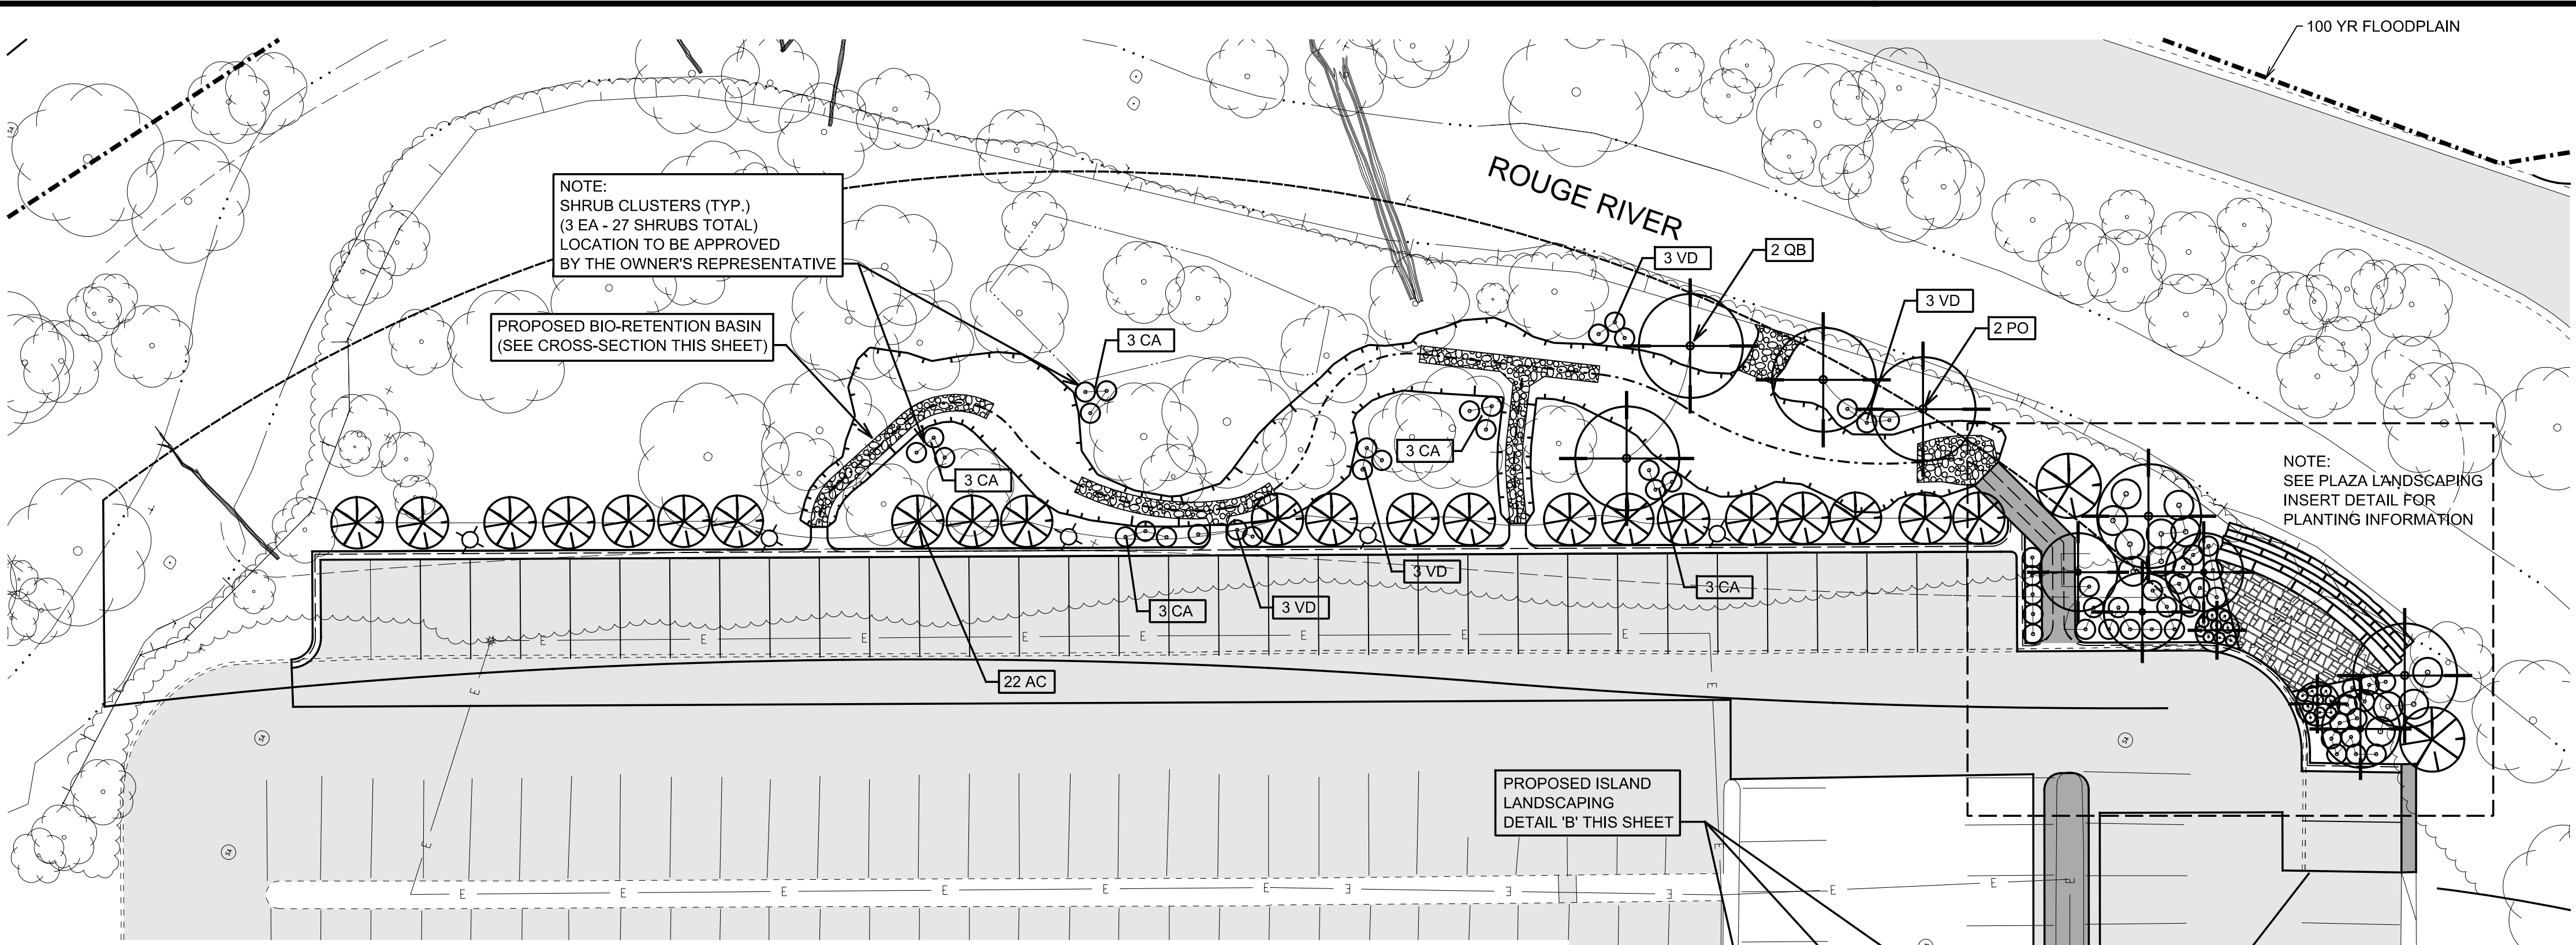 100 YR FLOODPLAIN
ROUGE RIVER
NOTE:
SHRUB CLUSTERS (TYP.)
(3 EA - 27 SHRUBS TOTAL)
LOCATION TO BE APPROVED
BY THE OWNER'S REPRESENTATIVE
3 VD
2 QB
3 VD
2 PO
PROPOSED BIO-RETENTION BASIN
(SEE CROSS-SECTION THIS SHEET)
3 CA
3 CA
3 CA
NOTE:
SEE PLAZA LANDSCAPING
INSERT DETAIL FOR
PLANTING INFORMATION
3 VD
3 CA
3 CA
3 VD
E E E E E E E E
22 AC
E
E
E
PROPOSED ISLAND
LANDSCAPING
DETAIL 'B' THIS SHEET
E
E
E E E E E E E E E E E
E